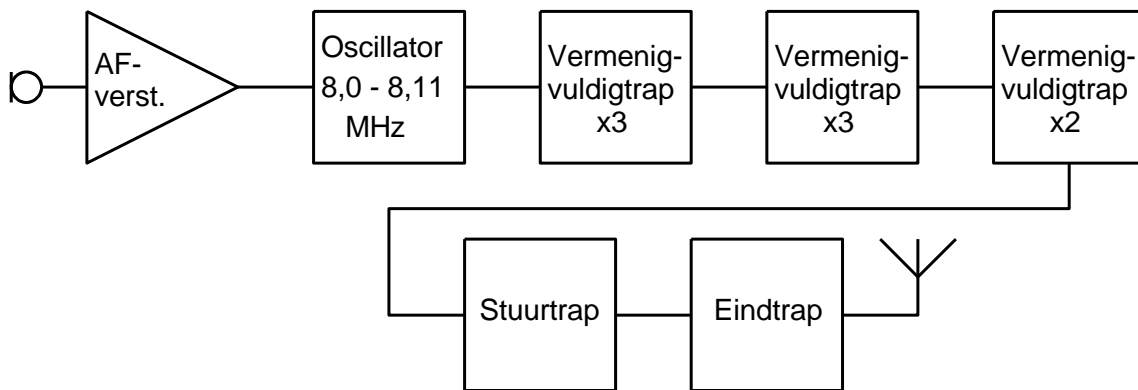 AF-
verst.
Oscillator
8,0 - 8,11
MHz
Vermenig-
vuldigtrap
x3
Vermenig-
vuldigtrap
x3
Vermenig-
vuldigtrap
x2
Stuurtrap
Eindtrap